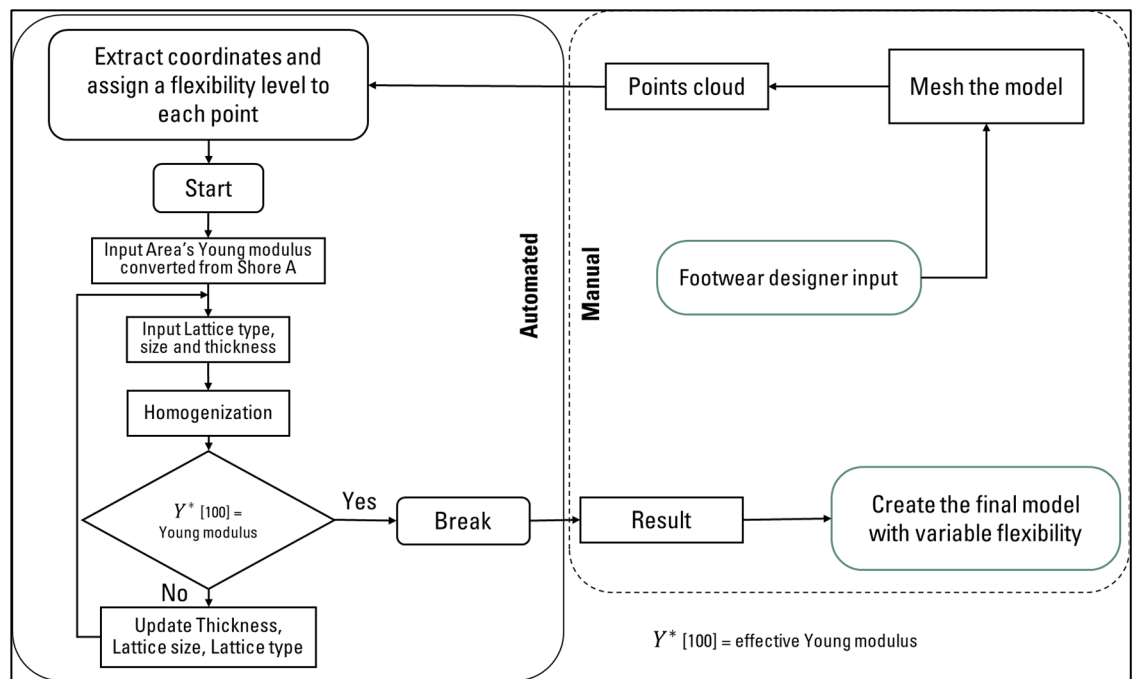 Extract coordinates and
assign a flexibility level to
each point
Points cloud
Mesh the model
Start
Input Area's Young modulus
converted from Shore A
Automated
Manual
Footwear designer input
Input Lattice type,
size and thickness
Homogenization
Y* [100] =
Young modulus
Yes
Break
Result
Create the final model
with variable flexibility
No
Update Thickness,
Lattice size, Lattice type
Y* [100] = effective Young modulus